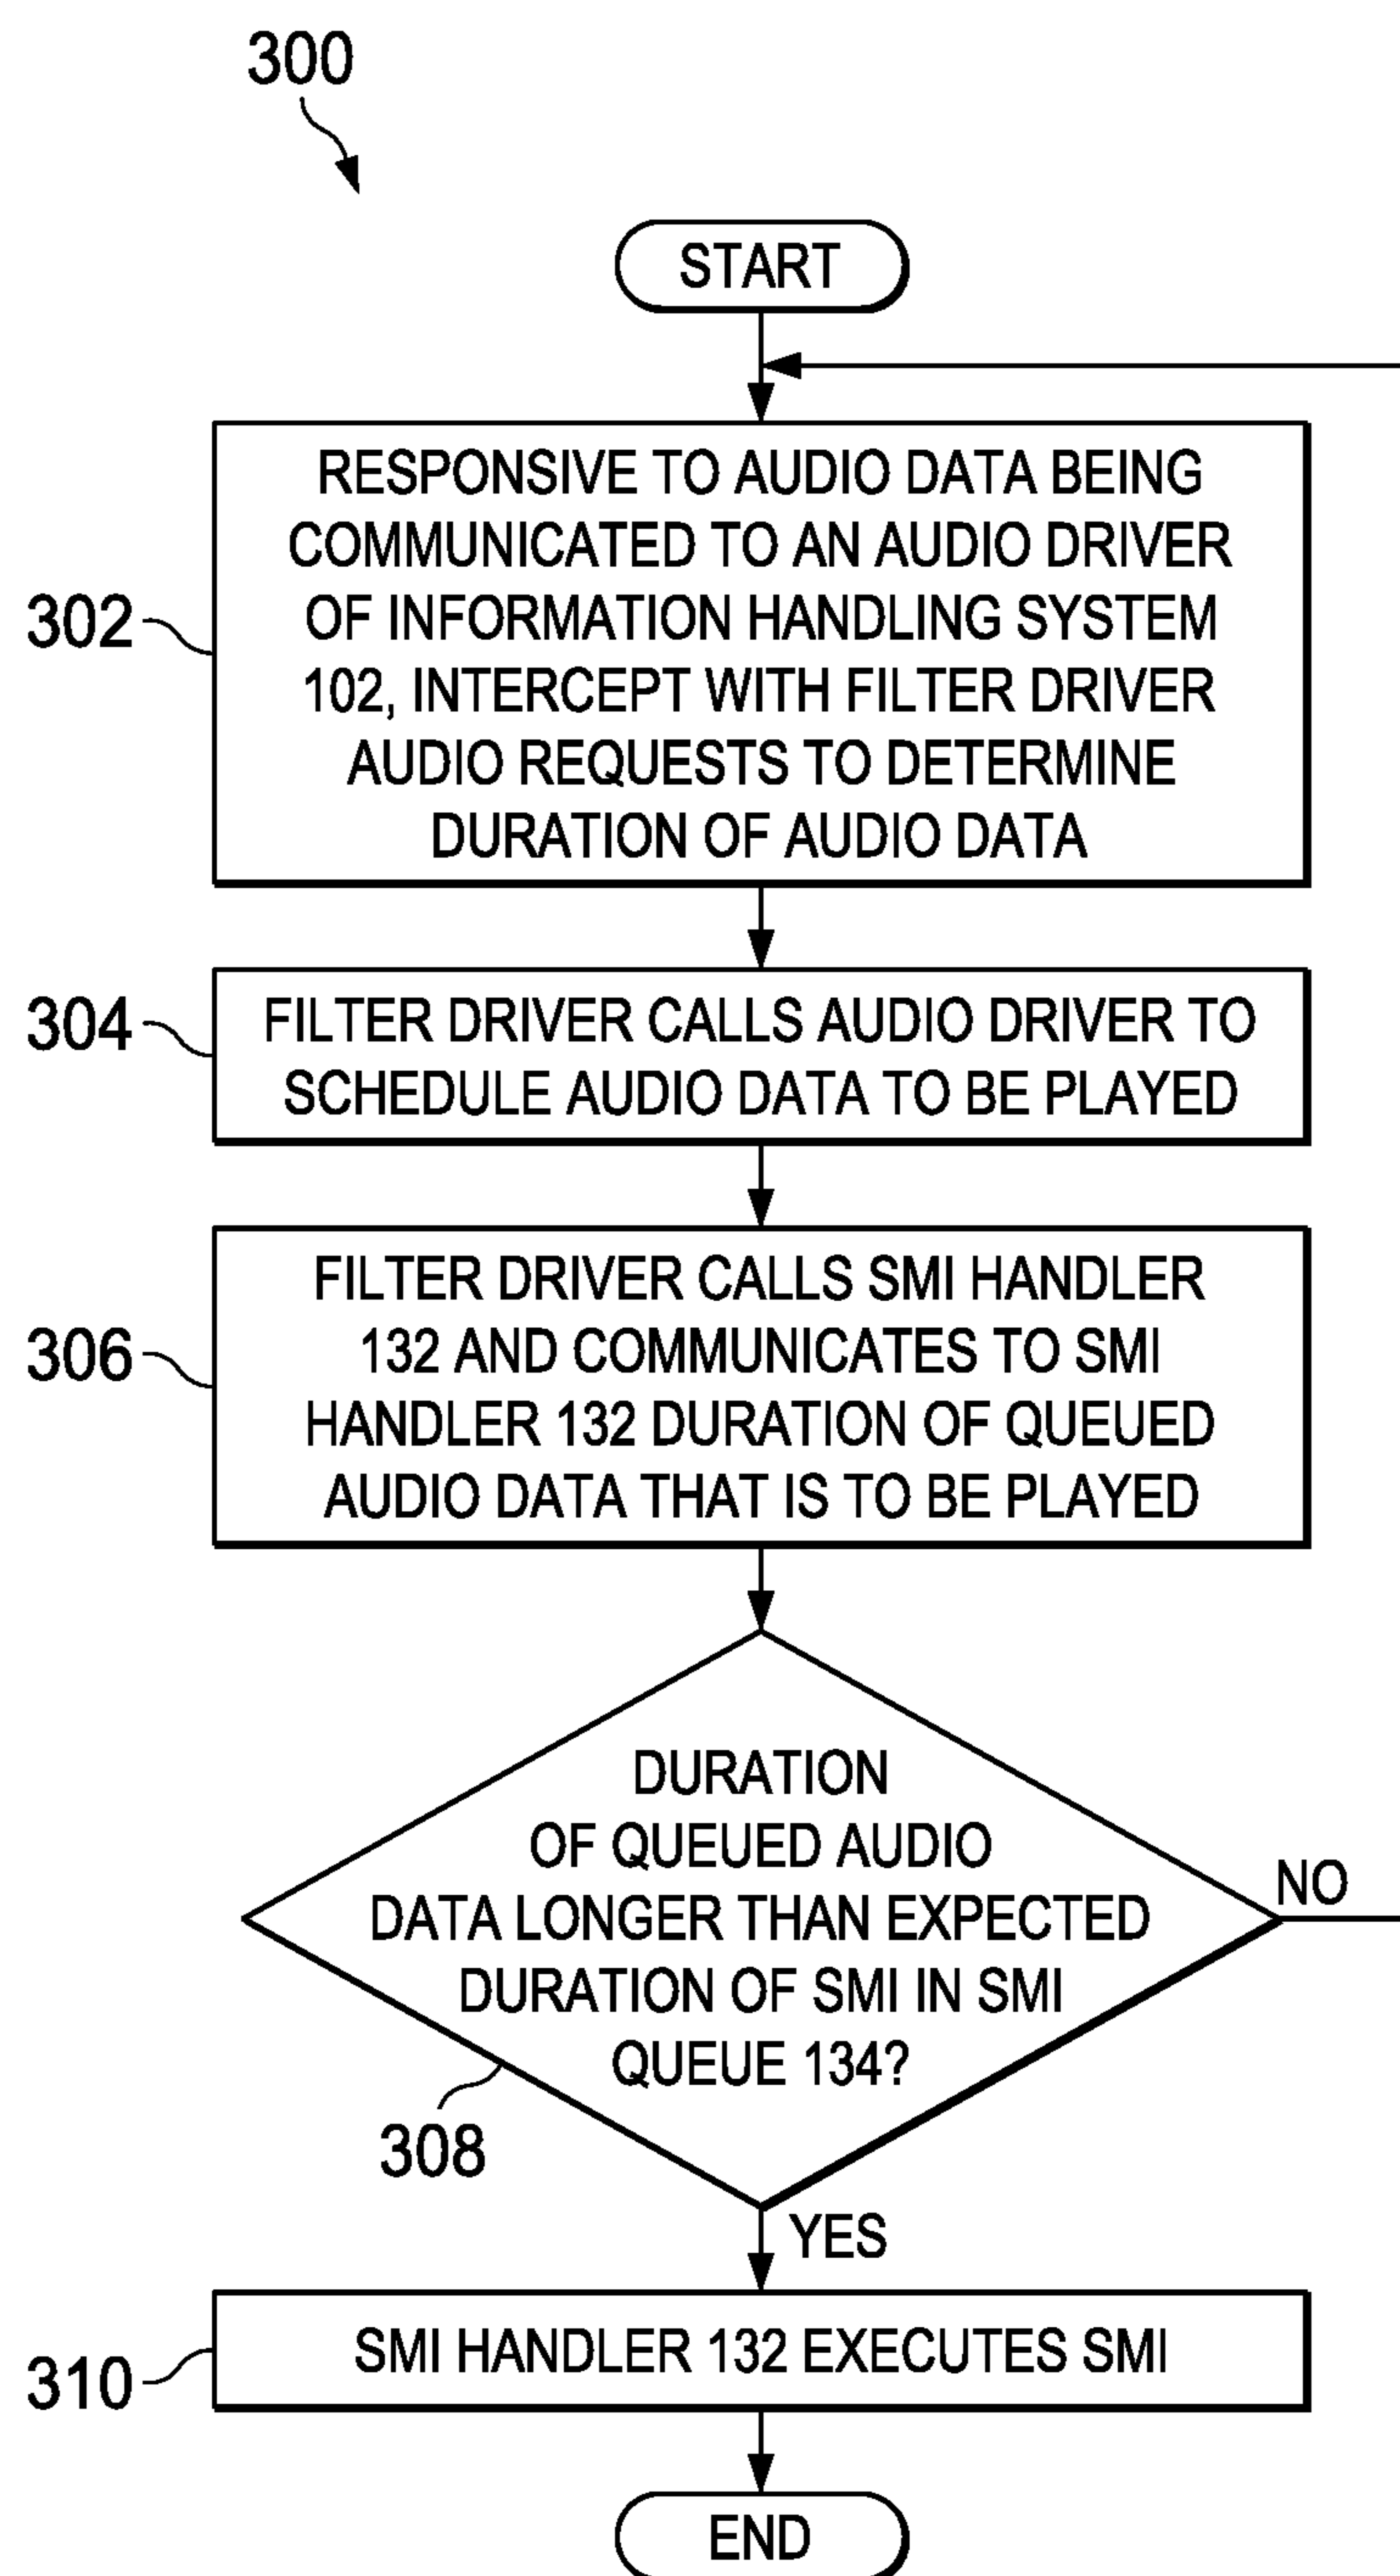 300
START
302
RESPONSIVE TO AUDIO DATA BEING
COMMUNICATED TO AN AUDIO DRIVER
OF INFORMATION HANDLING SYSTEM
102, INTERCEPT WITH FILTER DRIVER
AUDIO REQUESTS TO DETERMINE
DURATION OF AUDIO DATA
304
FILTER DRIVER CALLS AUDIO DRIVER TO
SCHEDULE AUDIO DATA TO BE PLAYED
306
FILTER DRIVER CALLS SMI HANDLER
132 AND COMMUNICATES TO SMI
HANDLER 132 DURATION OF QUEUED
AUDIO DATA THAT IS TO BE PLAYED
DURATION
OF QUEUED AUDIO
DATA LONGER THAN EXPECTED
DURATION OF SMI IN SMI
QUEUE 134?
NO
308
YES
310
SMI HANDLER 132 EXECUTES SMI
END